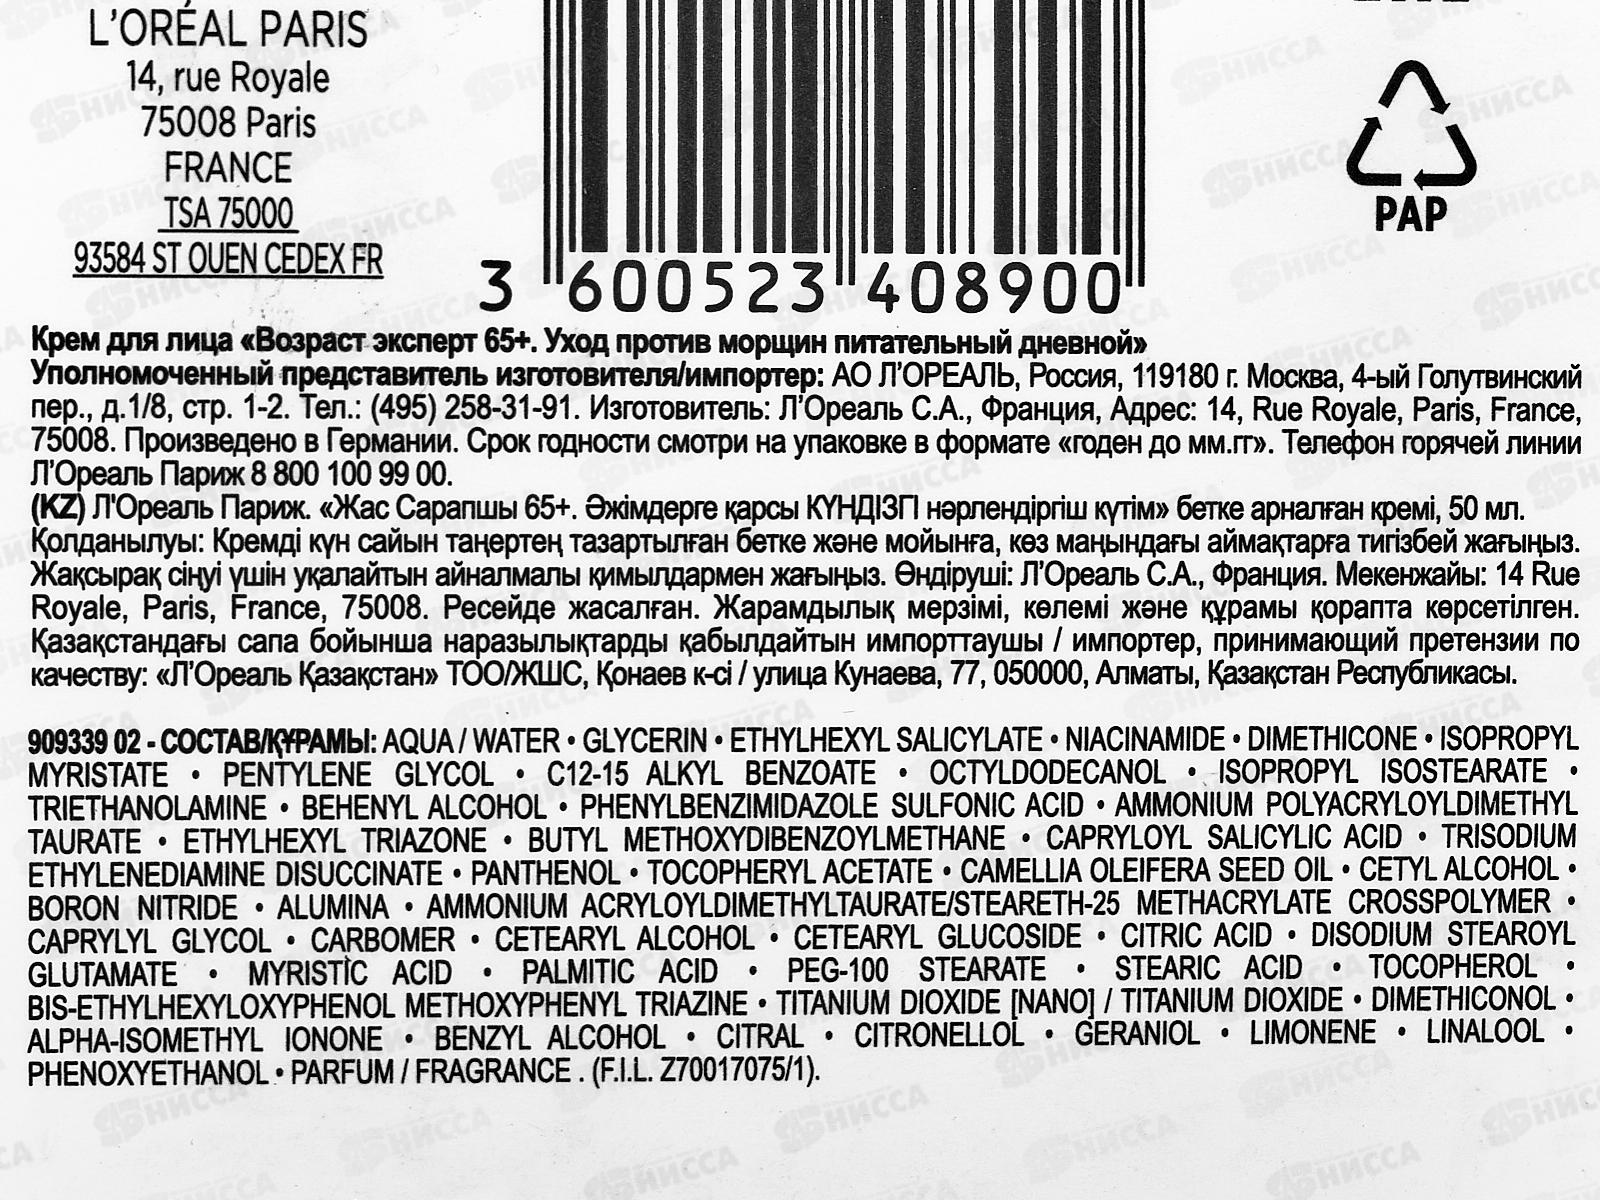 L'ORÉAL PARIS
14, rue Royale
75008 Paris
FRANCE
TSA 75000
93584 ST OUEN CEDEX FR
3 600523 408900
PAP
Крем для лица «Возраст эксперт 65+. Уход против морщин питательный дневной»
Уполномоченный представитель изготовителя/импортер: АО Л'ОРЕАЛЬ, Россия, 119180 г. Москва, 4-ый Голутвинский
пер., д.1/8, стр. 1-2. Тел.: (495) 258-31-91. Изготовитель: Л'Ореаль С.А., Франция, Адрес: 14, Rue Royale, Paris, France,
75008. Произведено в Германии. Срок годности смотри на упаковке в формате «годен до мм.гг». Телефон горячей линии
Л'Ореаль Париж 8 800 100 99 00.
(KZ) Л'Ореаль Париж. «Жас Сарапшы 65+. Әжімдерге қарсы КҮНДІЗГІ нәрлендіргіш күтім» бетке арналған кремі, 50 мл.
Қолданылуы: Кремді күн сайын таңертең тазартылған бетке және мойынға, көз маңындағы аймақтарға тигізбей жағыңыз.
Жақсырақ сіңуі үшін уқалайтын айналмалы қимылдармен жағыңыз. Өндіруші: Л'Ореаль С.А., Франция. Мекенжайы: 14 Rue
Royale, Paris, France, 75008. Ресейде жасалған. Жарамдылық мерзімі, көлемі және құрамы қорапта көрсетілген.
Қазақстандағы сапа бойынша наразылықтарды қабылдайтын импорттаушы / импортер, принимающий претензии по
качеству: «Л'Ореаль Қазақстан» ТОО/ЖШС, Қонаев к-сі / улица Кунаева, 77, 050000, Алматы, Қазақстан Республикасы.
909339 02 - СОСТАВ/ҚҰРАМЫ: AQUA / WATER • GLYCERIN • ETHYLHEXYL SALICYLATE • NIACINAMIDE • DIMETHICONE • ISOPROPYL
MYRISTATE • PENTYLENE GLYCOL • C12-15 ALKYL BENZOATE • OCTYLDODECANOL • ISOPROPYL ISOSTEARATE •
TRIETHANOLAMINE • BEHENYL ALCOHOL • PHENYLBENZIMIDAZOLE SULFONIC ACID • AMMONIUM POLYACRYLOYLDIMETHYL
TAURATE • ETHYLHEXYL TRIAZONE • BUTYL METHOXYDIBENZOYLMETHANE • CAPRYLOYL SALICYLIC ACID • TRISODIUM
ETHYLENEDIAMINE DISUCCINATE • PANTHENOL • TOCOPHERYL ACETATE • CAMELLIA OLEIFERA SEED OIL • CETYL ALCOHOL •
BORON NITRIDE • ALUMINA • AMMONIUM ACRYLOYLDIMETHYLTAURATE/STEARETH-25 METHACRYLATE CROSSPOLYMER •
CAPRYLYL GLYCOL • CARBOMER • CETEARYL ALCOHOL • CETEARYL GLUCOSIDE • CITRIC ACID • DISODIUM STEAROYL
GLUTAMATE • MYRISTIC ACID • PALMITIC ACID • PEG-100 STEARATE • STEARIC ACID • TOCOPHEROL •
BIS-ETHYLHEXYLOXYPHENOL METHOXYPHENYL TRIAZINE • TITANIUM DIOXIDE [NANO] / TITANIUM DIOXIDE • DIMETHICONOL •
ALPHA-ISOMETHYL IONONE • BENZYL ALCOHOL • CITRAL • CITRONELLOL • GERANIOL • LIMONENE • LINALOOL •
PHENOXYETHANOL • PARFUM / FRAGRANCE . (F.I.L. Z70017075/1).